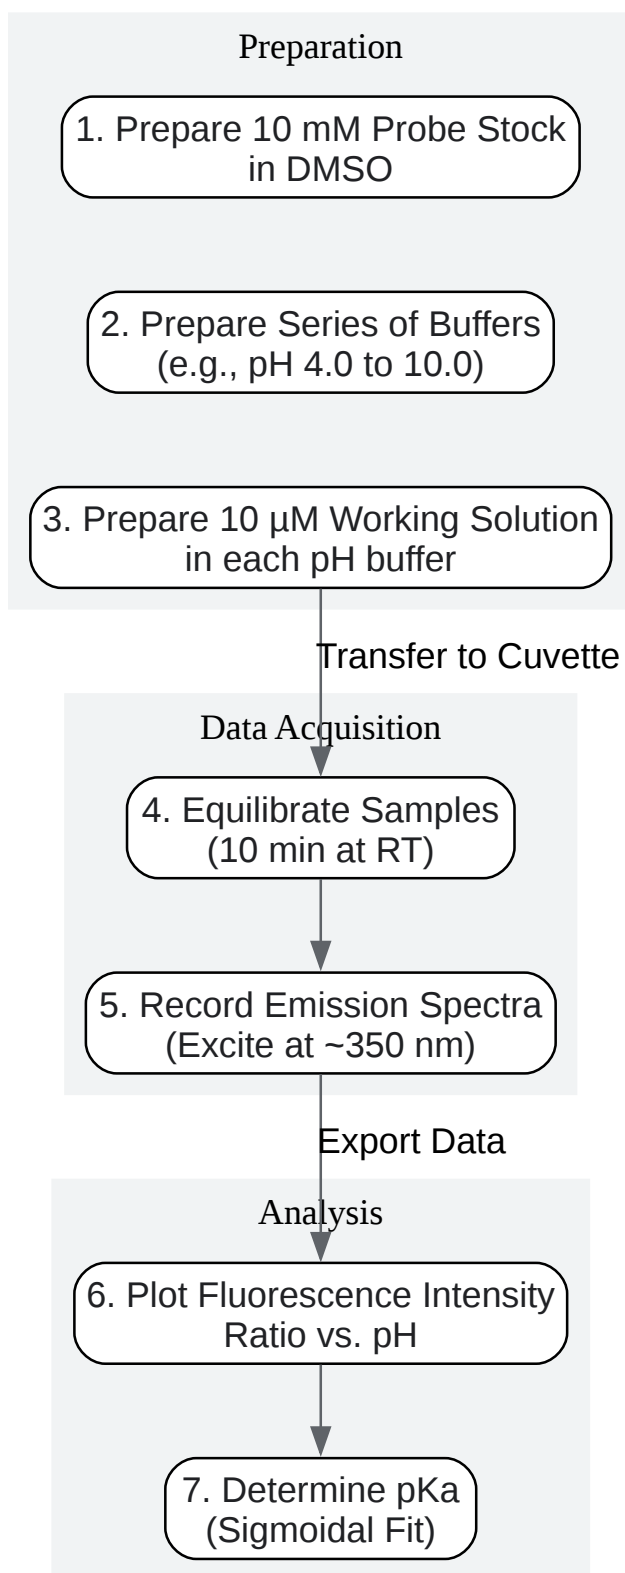 Preparation
1. Prepare 10 mM Probe Stock
in DMSO
2. Prepare Series of Buffers
(e.g., pH 4.0 to 10.0)
3. Prepare 10 µM Working Solution
in each pH buffer
Transfer to Cuvette
Data Acquisition
4. Equilibrate Samples
(10 min at RT)
5. Record Emission Spectra
(Excite at ~350 nm)
Export Data
Analysis
6. Plot Fluorescence Intensity
Ratio vs. pH
7. Determine pKa
(Sigmoidal Fit)